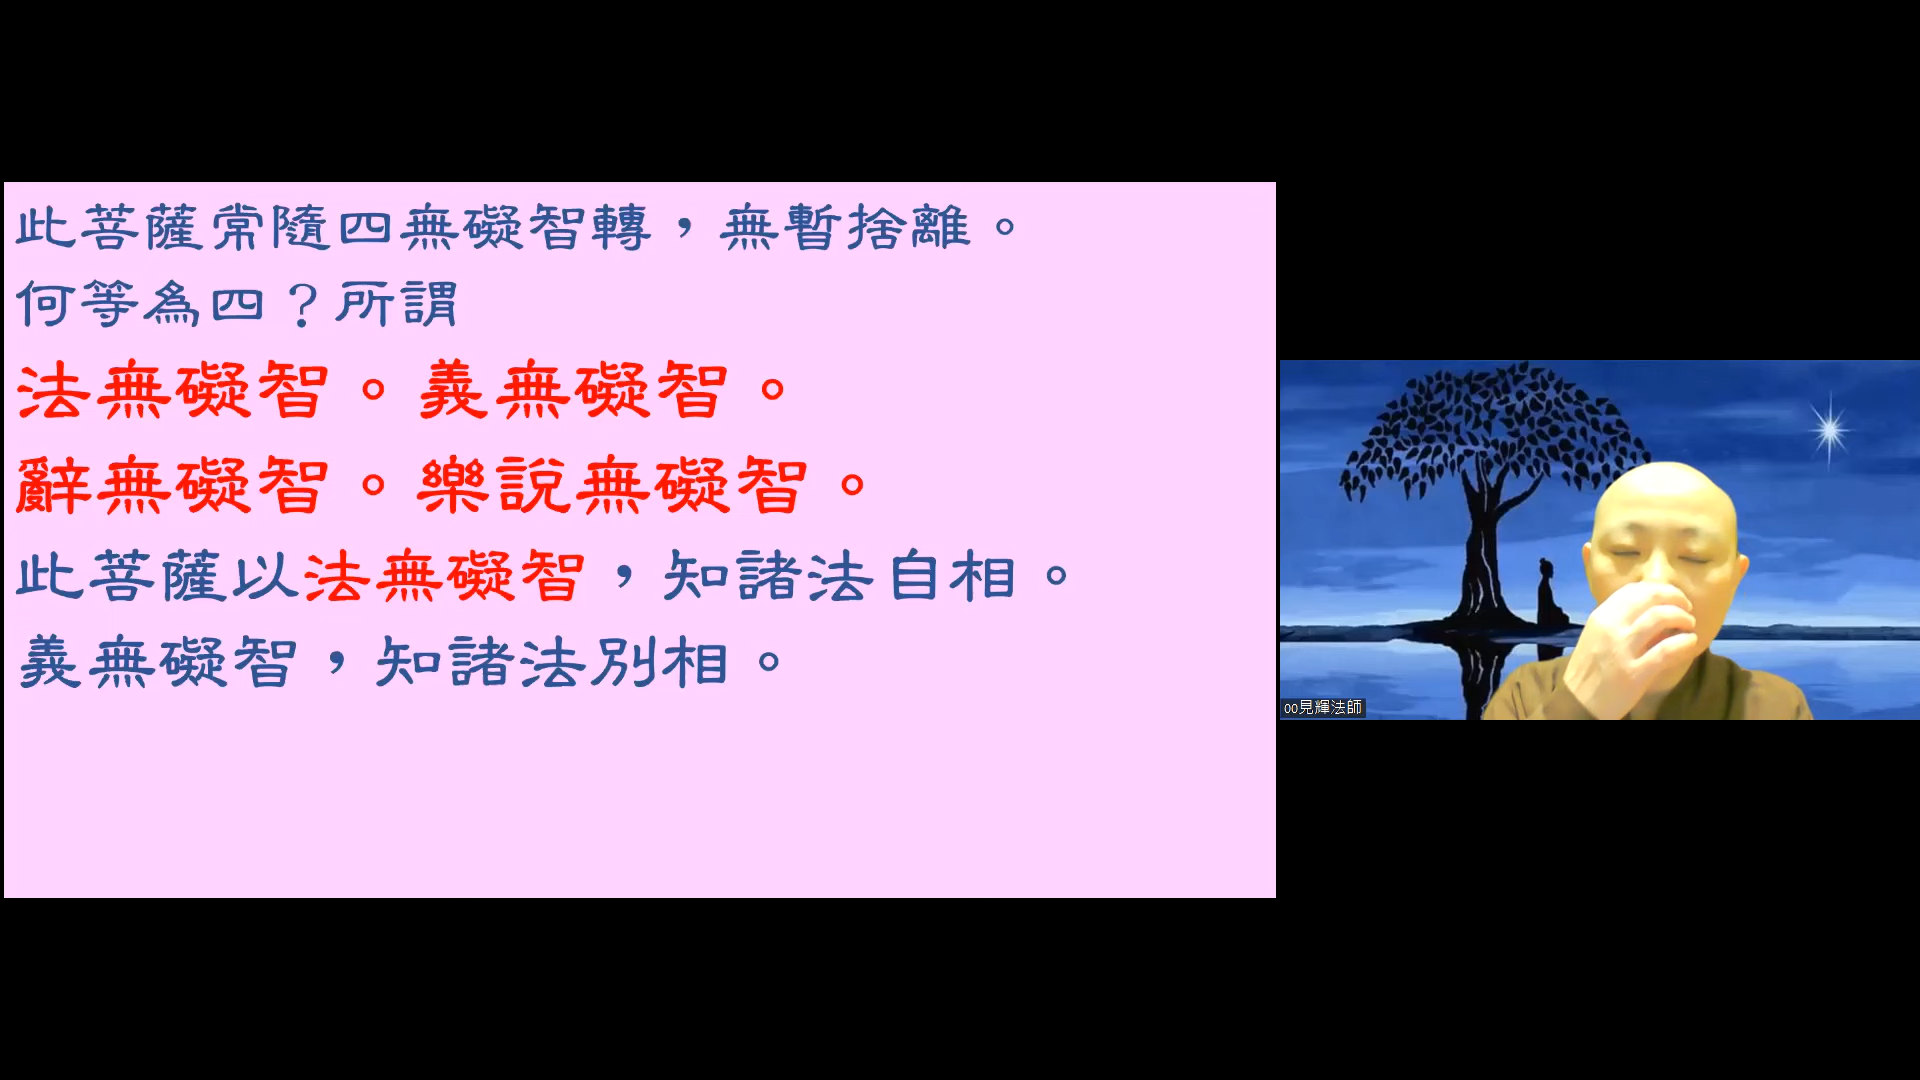 此菩薩常隨四無礙智轉，無暫捨離。
何等為四？所謂
法無礙智。義無礙智。
辭無礙智。樂說無礙智。
此菩薩以法無礙智，知諸法自相。
義無礙智，知諸法別相。
oo見輝法師